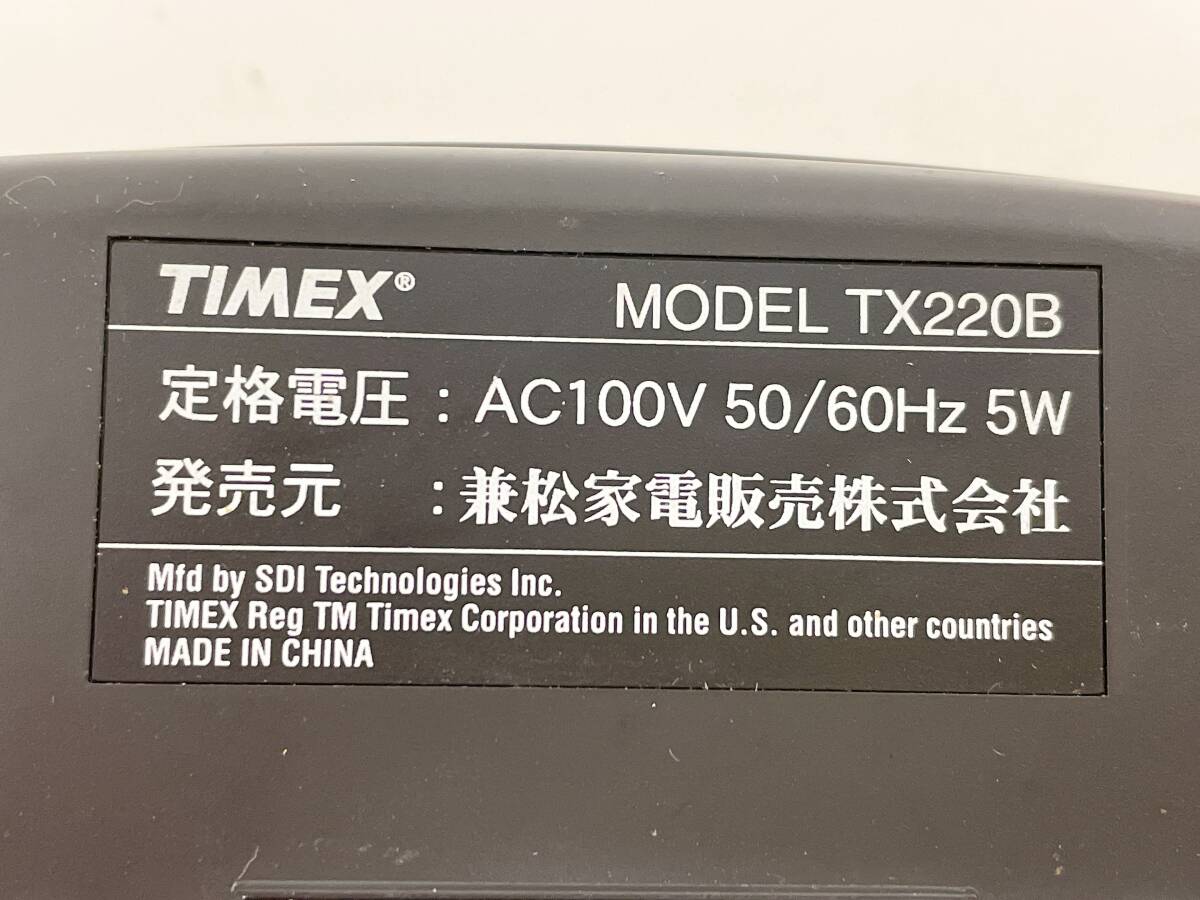 TIMEX® MODEL TX220B
定格電圧 : AC100V 50/60Hz 5W
発売元 : 兼松家電販売株式会社
Mfd by SDI Technologies Inc.
TIMEX Reg TM Timex Corporation in the U.S. and other countries
MADE IN CHINA